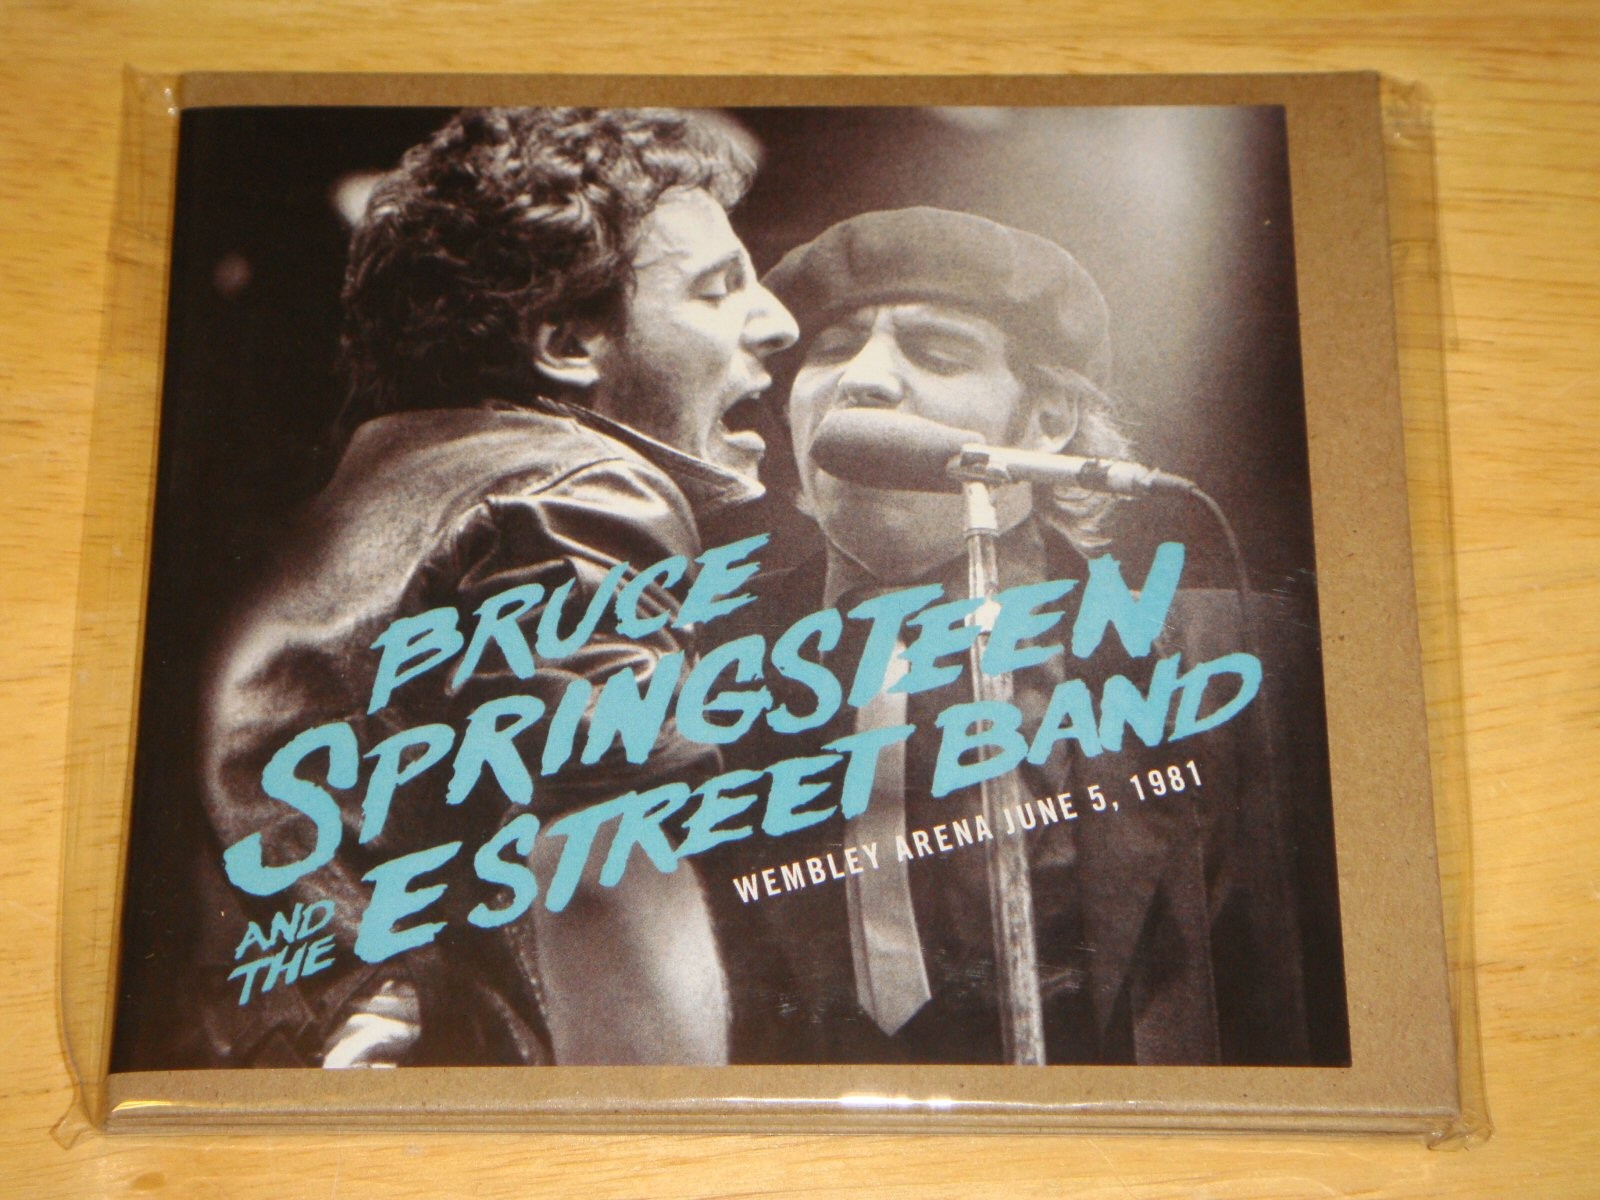 BRUCE
SPRINGSTEEN
AND THE E STREET BAND
WEMBLEY ARENA JUNE 5, 1981